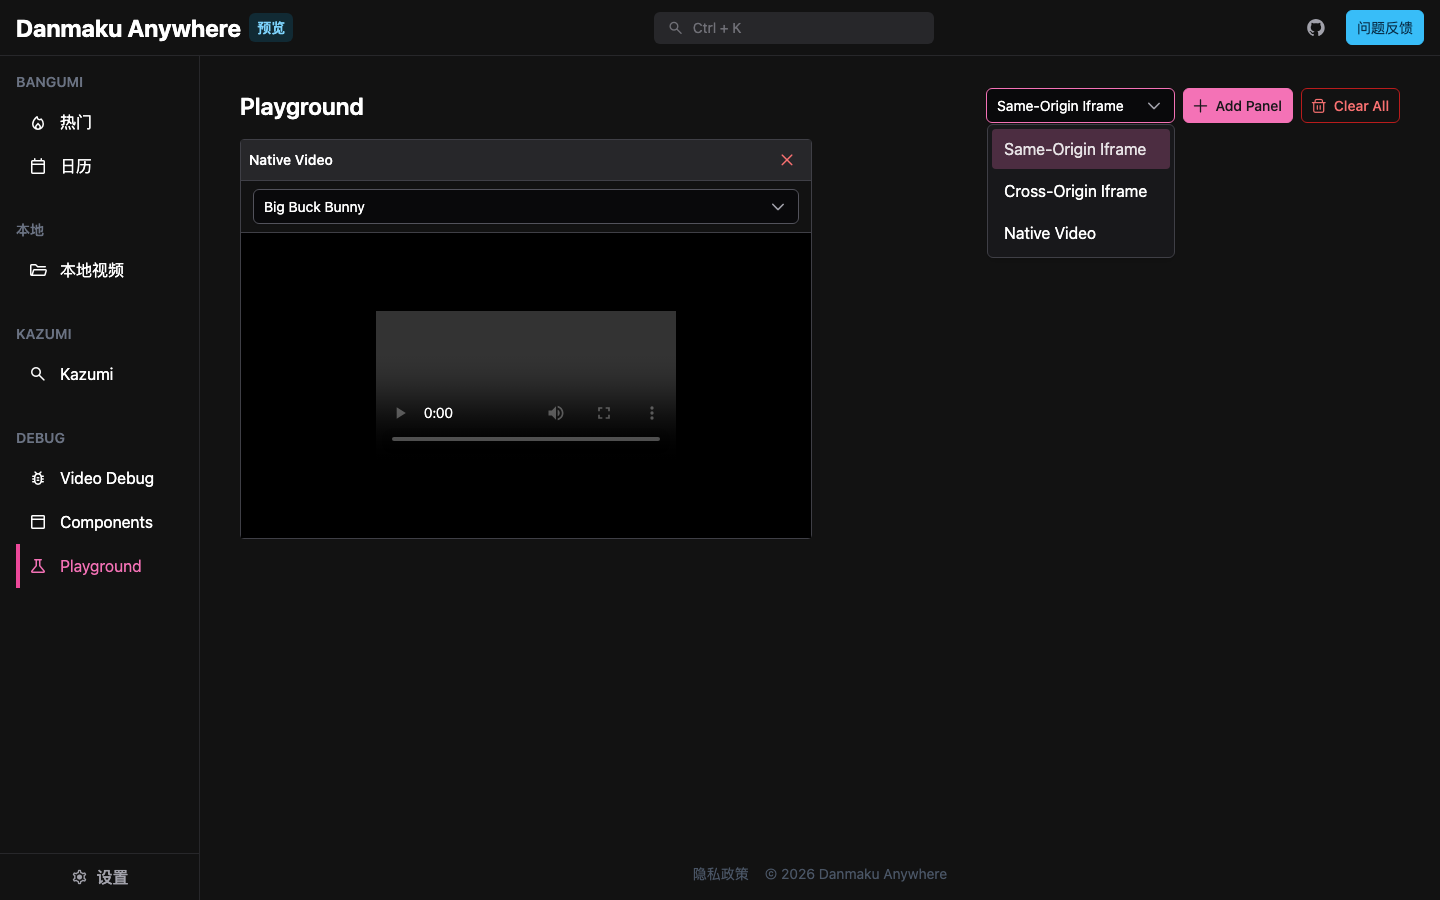 Danmaku Anywhere 预览
Ctrl + K
问题反馈
BANGUMI
热门
日历
本地
本地视频
KAZUMI
Kazumi
DEBUG
Video Debug
Components
Playground
设置
Playground
Same-Origin Iframe
Add Panel
Clear All
Same-Origin Iframe
Cross-Origin Iframe
Native Video
Native Video
Big Buck Bunny
0:00
隐私政策 © 2026 Danmaku Anywhere